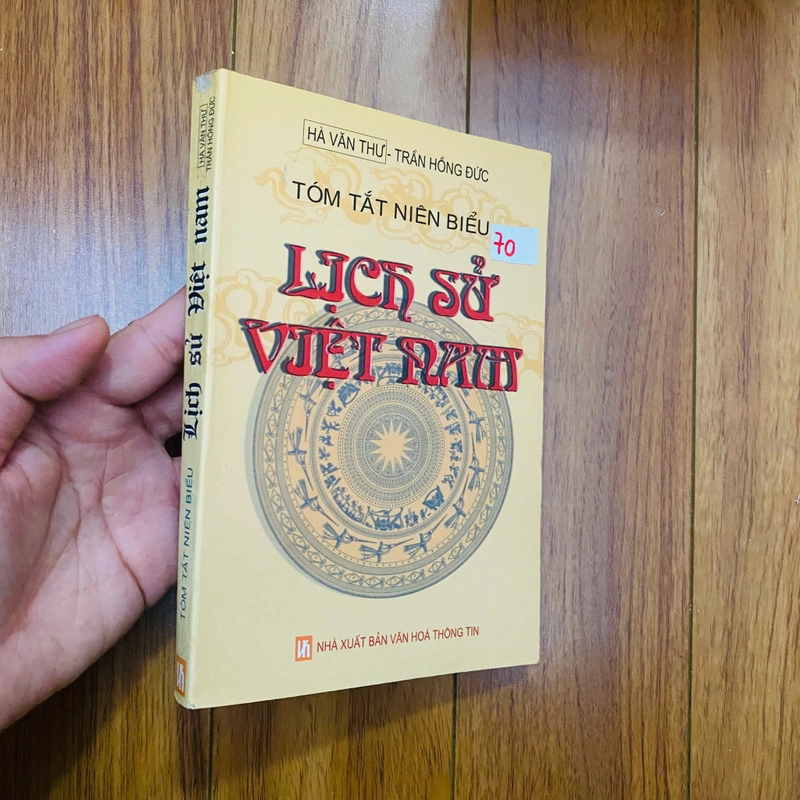 HÀ VĂN THƯ - TRẦN HỒNG ĐỨC
TÓM TẮT NIÊN BIỂU
70
LỊCH SỬ
VIỆT NAM
NHÀ XUẤT BẢN VĂN HOÁ THÔNG TIN
HÀ VĂN THƯ
TRẦN HỒNG ĐỨC
Lịch sử Việt nam
TÓM TẮT NIÊN BIỂU